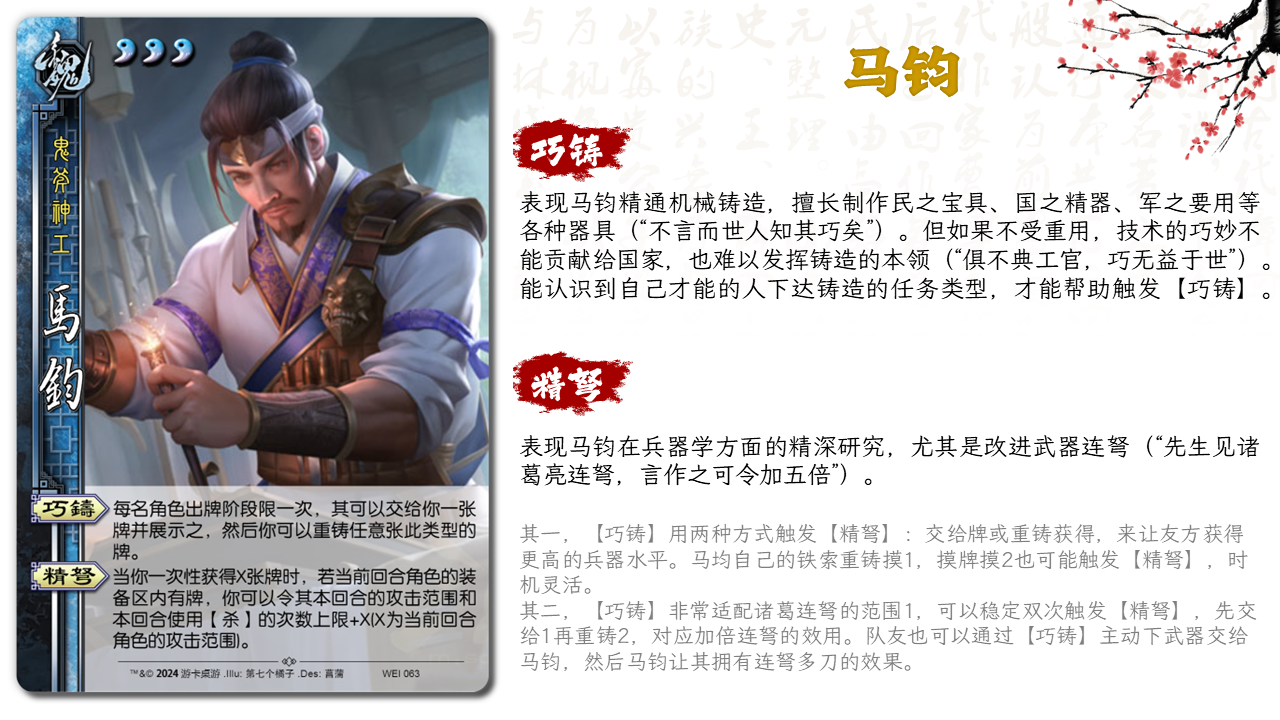 魏
鬼斧神工
馬鈞
巧鑄
每名角色出牌阶段限一次，其可以交给你一张
牌并展示之，然后你可以重铸任意张此类型的
牌。
精弩
当你一次性获得X张牌时，若当前回合角色的装
备区内有牌，你可以令其本回合的攻击范围和
本回合使用【杀】的次数上限+X(X为当前回合
角色的攻击范围)。
™&© 2024 游卡桌游 .Illu: 第七个橘子 .Des: 菖蒲 WEI 063
马钧
巧铸
表现马钧精通机械铸造，擅长制作民之宝具、国之精器、军之要用等
各种器具（“不言而世人知其巧矣”）。但如果不受重用，技术的巧妙不
能贡献给国家，也难以发挥铸造的本领（“俱不典工官，巧无益于世”）。
能认识到自己才能的人下达铸造的任务类型，才能帮助触发【巧铸】。
精弩
表现马钧在兵器学方面的精深研究，尤其是改进武器连弩（“先生见诸
葛亮连弩，言作之可令加五倍”）。
其一，【巧铸】用两种方式触发【精弩】：交给牌或重铸获得，来让友方获得
更高的兵器水平。马均自己的铁索重铸摸1，摸牌摸2也可能触发【精弩】，时
机灵活。
其二，【巧铸】非常适配诸葛连弩的范围1，可以稳定双次触发【精弩】，先交
给1再重铸2，对应加倍连弩的效用。队友也可以通过【巧铸】主动下武器交给
马钧，然后马钧让其拥有连弩多刀的效果。